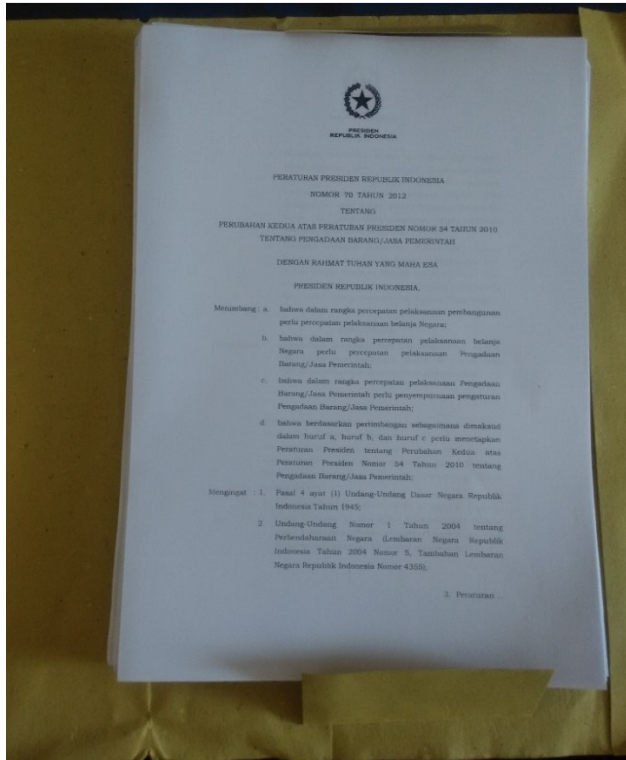 PRESIDEN
REPUBLIK INDONESIA
PERATURAN PRESIDEN REPUBLIK INDONESIA
NOMOR 70 TAHUN 2012
TENTANG
PERUBAHAN KEDUA ATAS PERATURAN PRESIDEN NOMOR 54 TAHUN 2010
TENTANG PENGADAAN BARANG/JASA PEMERINTAH
DENGAN RAHMAT TUHAN YANG MAHA ESA
PRESIDEN REPUBLIK INDONESIA,
Menimbang : a. bahwa dalam rangka percepatan pelaksanaan pembangunan
perlu percepatan pelaksanaan belanja Negara;
b. bahwa dalam rangka percepatan pelaksanaan belanja
Negara perlu percepatan pelaksanaan Pengadaan
Barang/Jasa Pemerintah;
c. bahwa dalam rangka percepatan pelaksanaan Pengadaan
Barang/Jasa Pemerintah perlu penyempurnaan pengaturan
Pengadaan Barang/Jasa Pemerintah;
d. bahwa berdasarkan pertimbangan sebagaimana dimaksud
dalam huruf a, huruf b, dan huruf c perlu menetapkan
Peraturan Presiden tentang Perubahan Kedua atas
Peraturan Presiden Nomor 54 Tahun 2010 tentang
Pengadaan Barang/Jasa Pemerintah;
Mengingat : 1. Pasal 4 ayat (1) Undang-Undang Dasar Negara Republik
Indonesia Tahun 1945;
2. Undang-Undang Nomor 1 Tahun 2004 tentang
Perbendaharaan Negara (Lembaran Negara Republik
Indonesia Tahun 2004 Nomor 5, Tambahan Lembaran
Negara Republik Indonesia Nomor 4355);
3. Peraturan ...